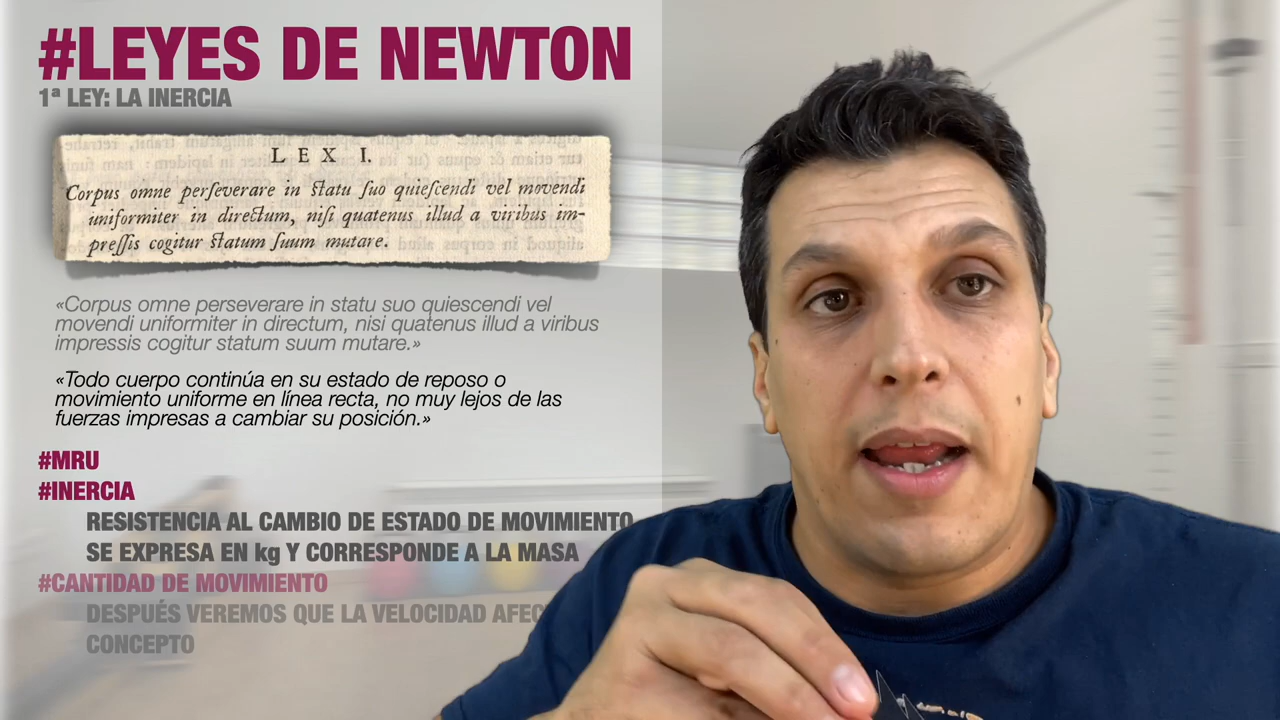 #LEYES DE NEWTON
1ª LEY: LA INERCIA
LEX I.
Corpus omne perſeverare in ſtatu ſuo quieſcendi vel movendi
uniformiter in directum, niſi quatenus illud a viribus im-
preſſis cogitur ſtatum ſuum mutare.
«Corpus omne perseverare in statu suo quiescendi vel
movendi uniformiter in directum, nisi quatenus illud a viribus
impressis cogitur statum suum mutare.»
«Todo cuerpo continúa en su estado de reposo o
movimiento uniforme en línea recta, no muy lejos de las
fuerzas impresas a cambiar su posición.»
#MRU
#INERCIA
RESISTENCIA AL CAMBIO DE ESTADO DE MOVIMIENTO
SE EXPRESA EN kg Y CORRESPONDE A LA MASA
#CANTIDAD DE MOVIMIENTO
DESPUÉS VEREMOS QUE LA VELOCIDAD
CONCEPTO